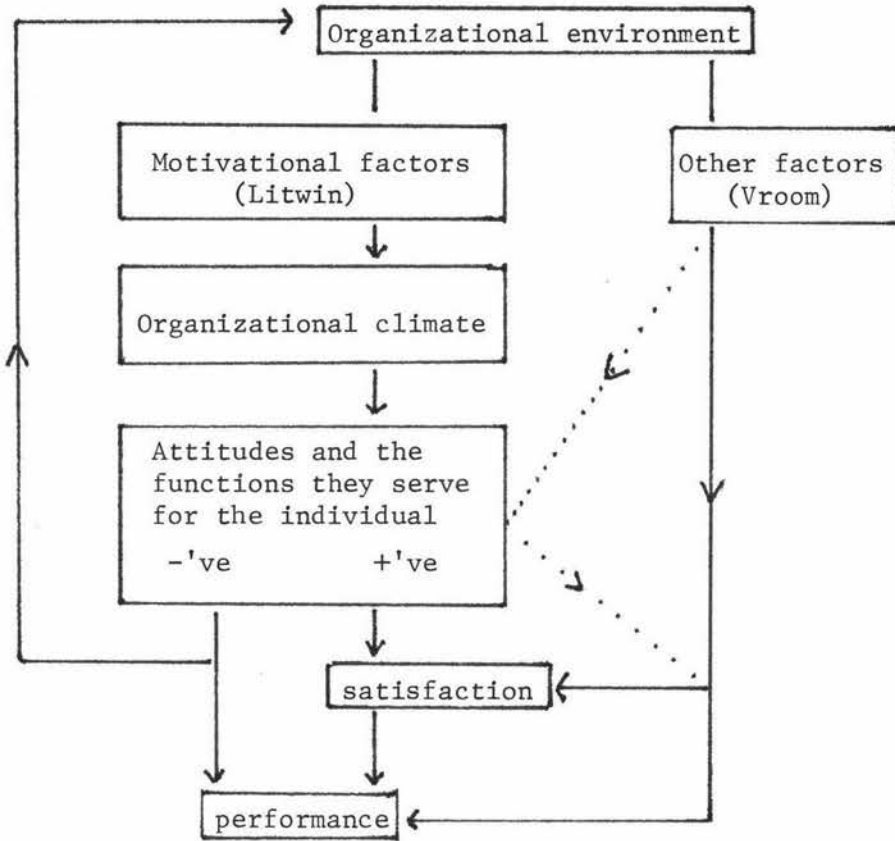 Organizational environment
Motivational factors
(Litwin)
Other factors
(Vroom)
Organizational climate
Attitudes and the
functions they serve
for the individual
-'ve +'ve
satisfaction
performance